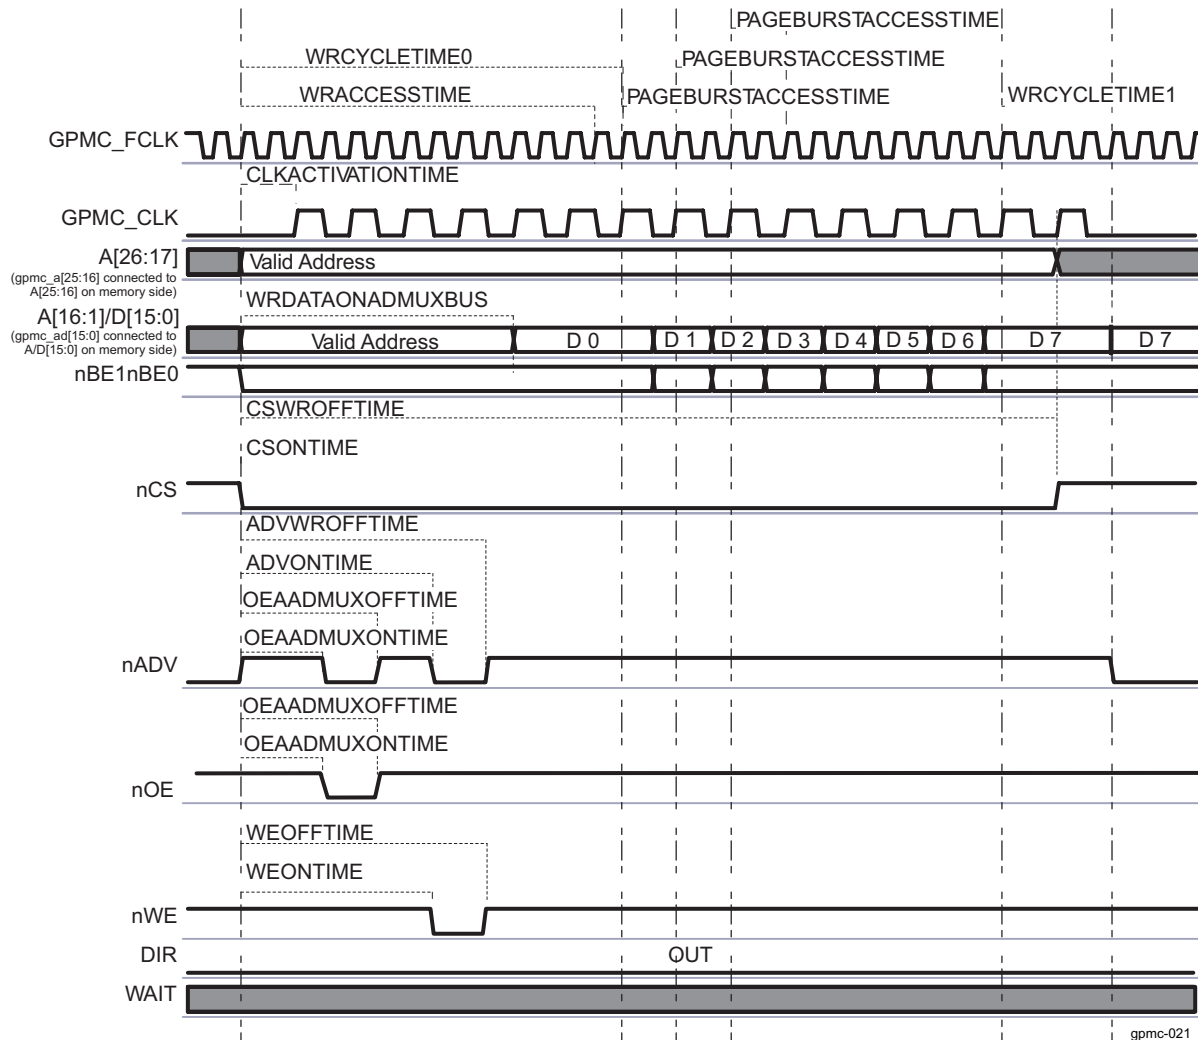 PAGEBURSTACCESSTIME
WRCYCLETIME0
PAGEBURSTACCESSTIME
WRACCESSTIME
PAGEBURSTACCESSTIME
WRCYCLETIME1
GPMC_FCLK
CLKACTIVATIONTIME
GPMC_CLK
A[26:17]
Valid Address
(gpmc_a[25:16] connected to
A[25:16] on memory side)
WRDATAONADMUXBUS
A[16:1]/D[15:0]
(gpmc_ad[15:0] connected to
A/D[15:0] on memory side)
Valid Address D 0 D 1 D 2 D 3 D 4 D 5 D 6 D 7 D 7
nBE1nBE0
CSWROFFTIME
CSONTIME
nCS
ADVWROFFTIME
ADVONTIME
OEAADMUXOFFTIME
OEAADMUXONTIME
nADV
OEAADMUXOFFTIME
OEAADMUXONTIME
nOE
WEOFFTIME
WEONTIME
nWE
DIR OUT
WAIT
gpmc-021